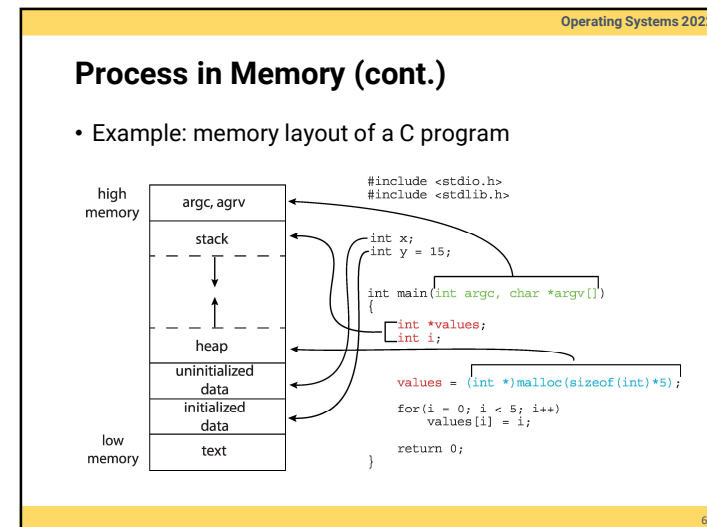 Operating Systems 202
Process in Memory (cont.)
• Example: memory layout of a C program
high
memory
argc, agrv
stack
heap
uninitialized
data
initialized
data
low
memory
text
#include <stdio.h>
#include <stdlib.h>
int x;
int y = 15;
int main(int argc, char *argv[])
{
int *values;
int i;
values = (int *)malloc(sizeof(int)*5);
for(i = 0; i < 5; i++)
values[i] = i;
return 0;
}
6